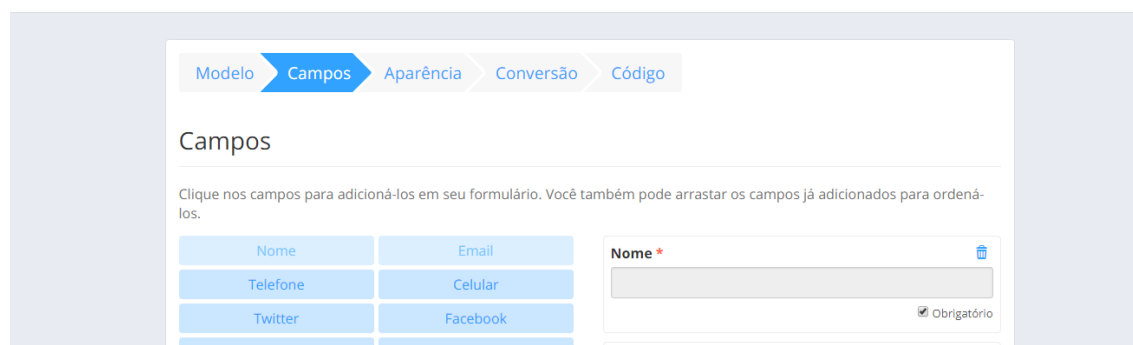 Modelo Campos Aparência Conversão Código
Campos
Clique nos campos para adicioná-los em seu formulário. Você também pode arrastar os campos já adicionados para ordená-
los.
Nome Email
Telefone Celular
Twitter Facebook
Nome *
Obrigatório